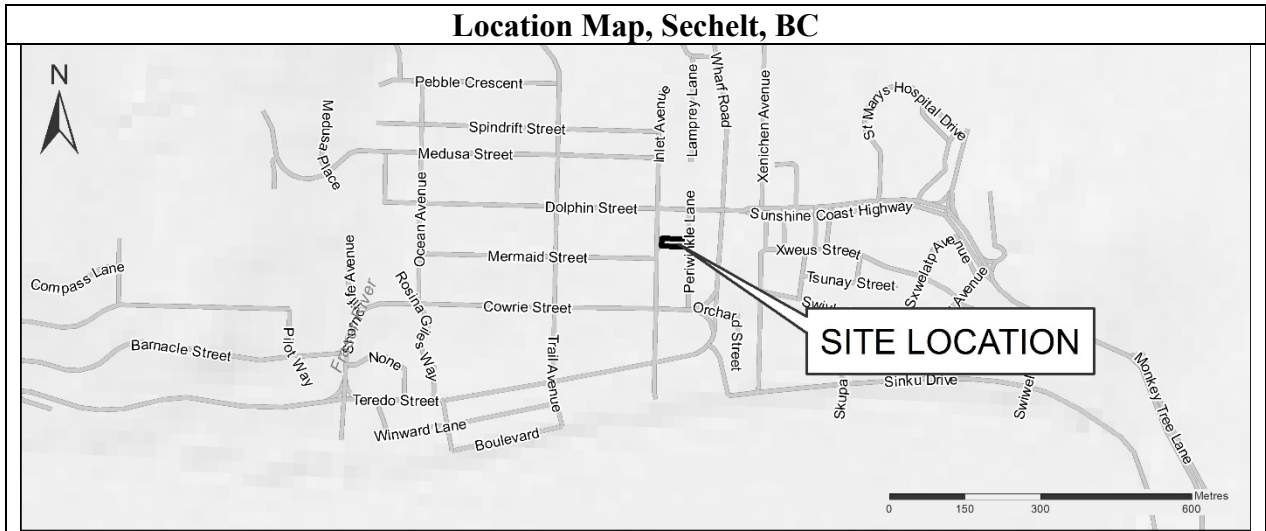 Location Map, Sechelt, BC
N
Pebble Crescent
Spindrift Street
Medusa Street
Medusa Place
Inlet Avenue
Lamprey Lane
Wharf Road
Xenichen Avenue
St Marys Hospital Drive
Dolphin Street
Sunshine Coast Highway
Ocean Avenue
Periwinkle Lane
Mermaid Street
Xweus Street
Tsunay Street
Sxwelatp Ave
enue
Avenue
Compass Lane
Cowrie Street
Orchard Street
Rosina Giles Way
SITE LOCATION
Barnacle Street
Pilot Way
None
Trail Avenue
Teredo Street
Winward Lane
Boulevard
Sinku Drive
Skupa
Swiwel
Monkey Tree Lane
0 150 300 600 Metres